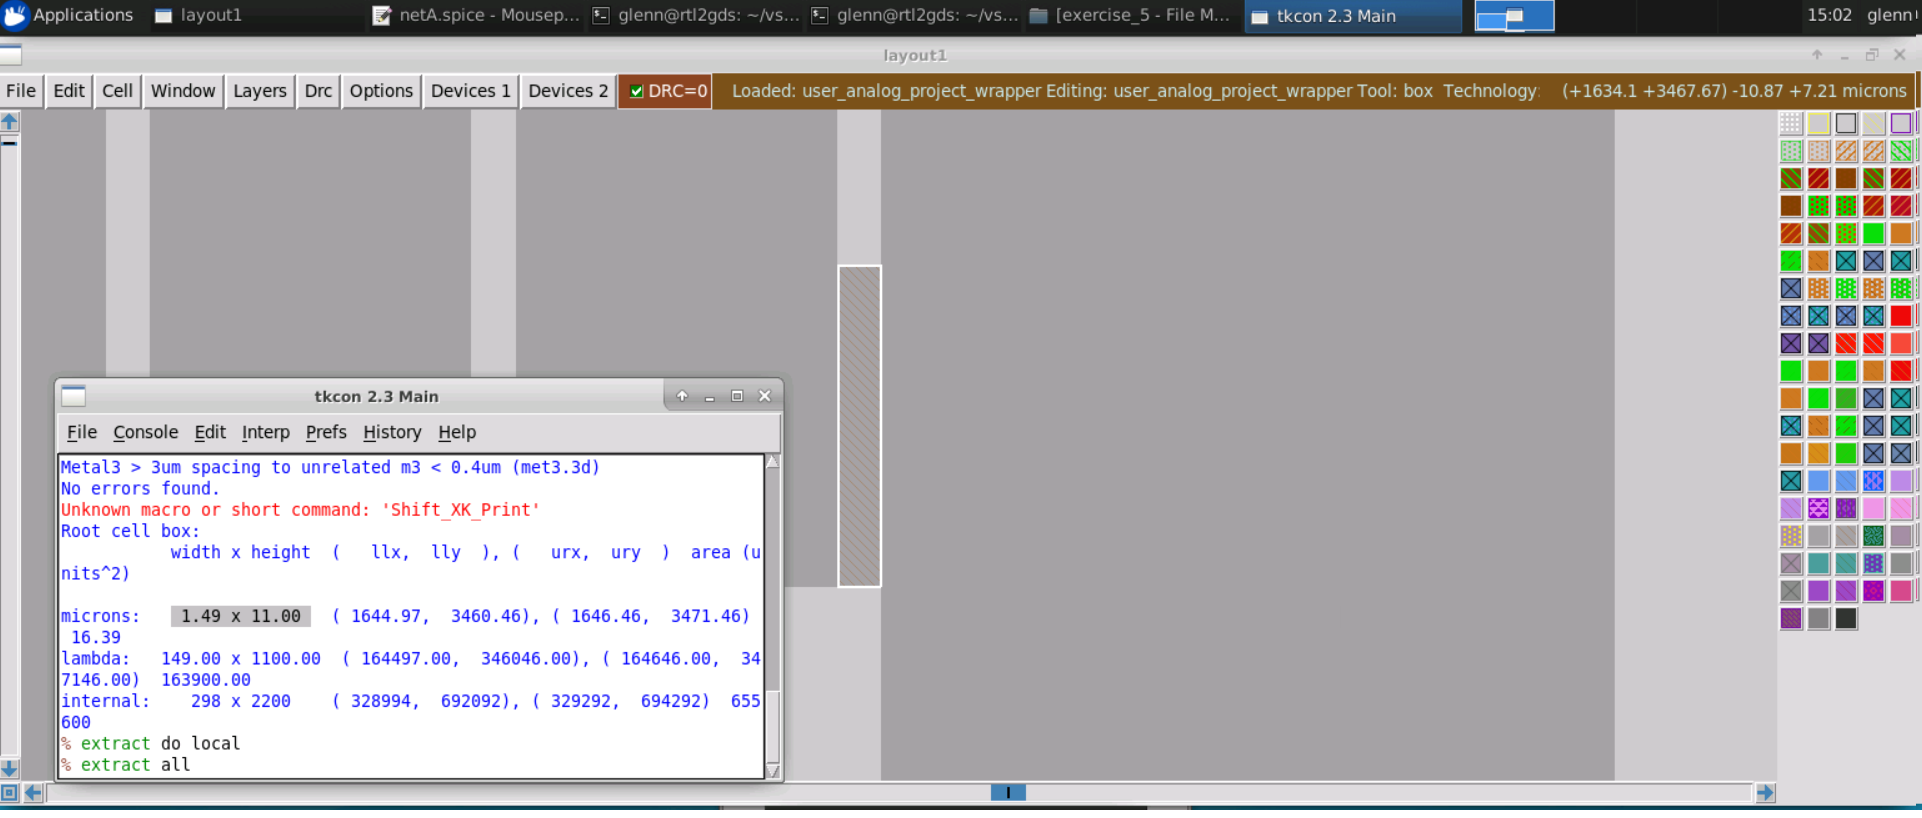 Applications
layout1
netA.spice - Mousep...
glenn@rtl2gds: ~/vs...
glenn@rtl2gds: ~/vs...
[exercise_5 - File M...
tkcon 2.3 Main
15:02
glenn
layout1
File Edit Cell Window Layers Drc Options Devices 1 Devices 2 DRC=0 Loaded: user_analog_project_wrapper Editing: user_analog_project_wrapper Tool: box Technology: (+1634.1 +3467.67) -10.87 +7.21 microns
tkcon 2.3 Main
File Console Edit Interp Prefs History Help
Metal3 > 3um spacing to unrelated m3 < 0.4um (met3.3d)
No errors found.
Unknown macro or short command: 'Shift_XK_Print'
Root cell box:
width x height ( llx, lly ), ( urx, ury ) area (u
nits^2)
microns: 1.49 x 11.00 ( 1644.97, 3460.46), ( 1646.46, 3471.46)
16.39
lambda: 149.00 x 1100.00 ( 164497.00, 346046.00), ( 164646.00, 34
7146.00) 163900.00
internal: 298 x 2200 ( 328994, 692092), ( 329292, 694292) 655
600
% extract do local
% extract all